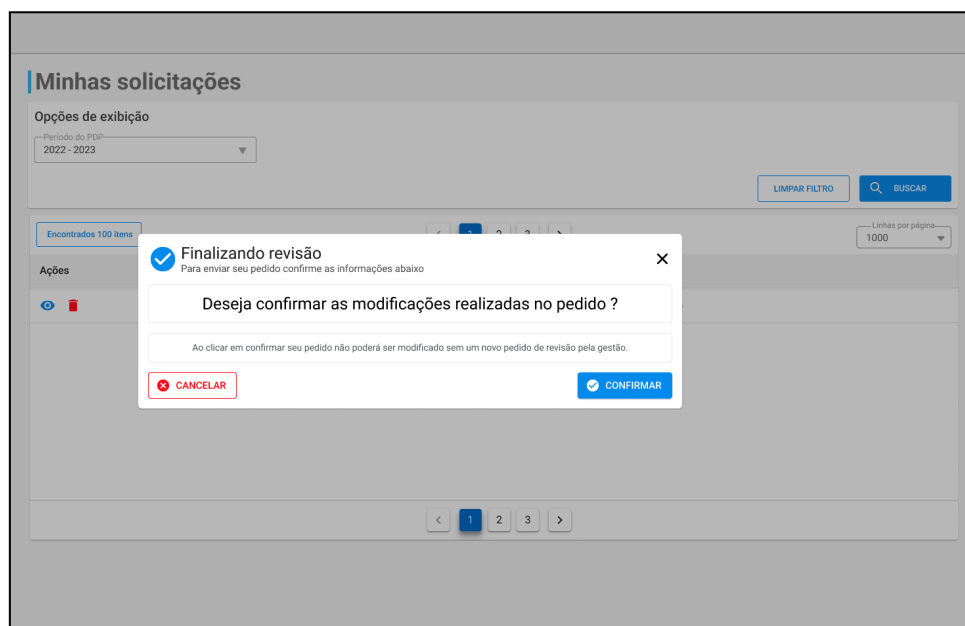 Minhas solicitações
Opções de exibição
Período do PDP
2022 - 2023
LIMPAR FILTRO
BUSCAR
Encontrados 100 itens
1 2 3
Linhas por página
1000
Ações
Finalizando revisão
Para enviar seu pedido confirme as informações abaixo
Deseja confirmar as modificações realizadas no pedido ?
Ao clicar em confirmar seu pedido não poderá ser modificado sem um novo pedido de revisão pela gestão.
CANCELAR
CONFIRMAR
1 2 3